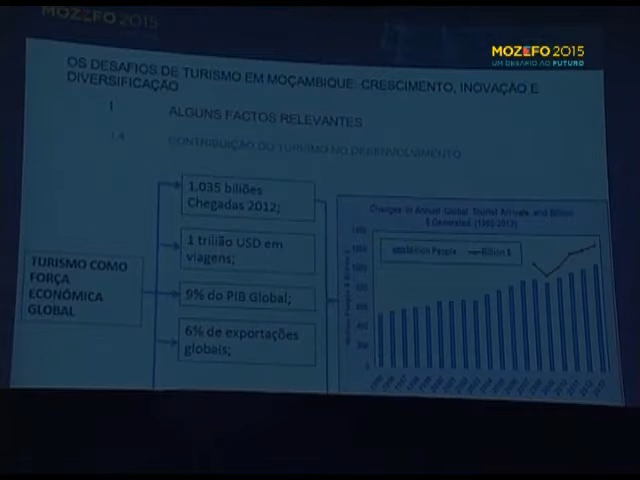 MOZEFO 2015
MOZEFO 2015
UM DESAFIO AO FUTURO
OS DESAFIOS DE TURISMO EM MOÇAMBIQUE: CRESCIMENTO, INOVAÇÃO E
DIVERSIFICAÇÃO
1 ALGUNS FACTOS RELEVANTES
1.4 CONTRIBUIÇÃO DO TURISMO NO DESENVOLVIMENTO
1.035 biliões
Chegadas 2012;
1 trilião USD em
viagens;
TURISMO COMO
FORÇA
ECONÓMICA
GLOBAL
9% do PIB Global;
6% de exportações
globais;
Changes in Annual Global Tourist Arrivals and Billion
$ Generated
Million People
Billion $